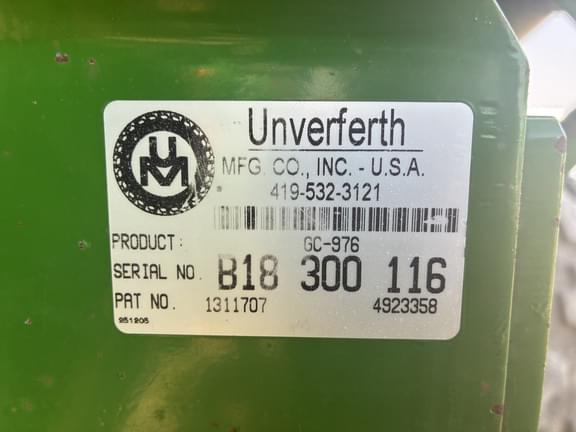 UM
Unverferth
MFG. CO., INC. - U.S.A.
419-532-3121
PRODUCT: GC-976
SERIAL NO. B18 300 116
PAT NO. 1311707 4923358
251205